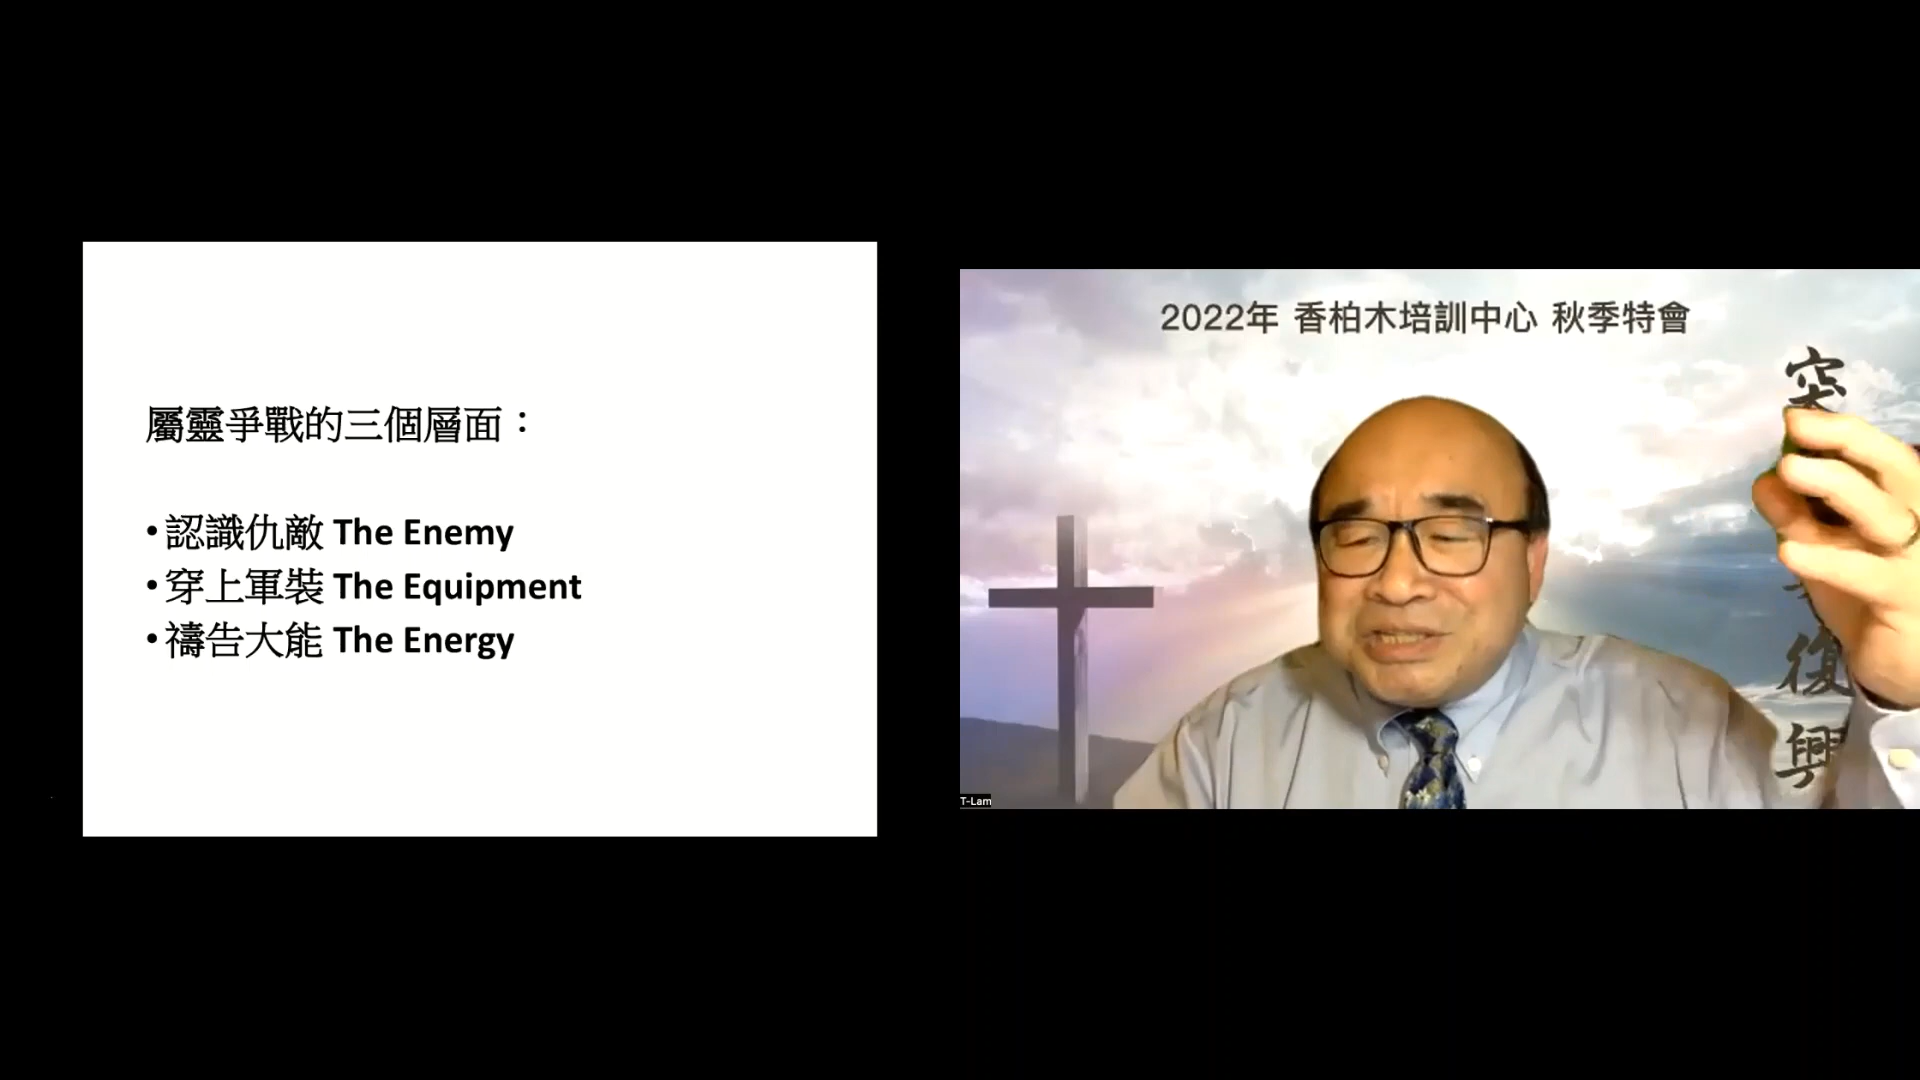 屬靈爭戰的三個層面：
•認識仇敵 The Enemy
•穿上軍裝 The Equipment
•禱告大能 The Energy
2022年 香柏木培訓中心 秋季特會
突
復
興
T-Lam